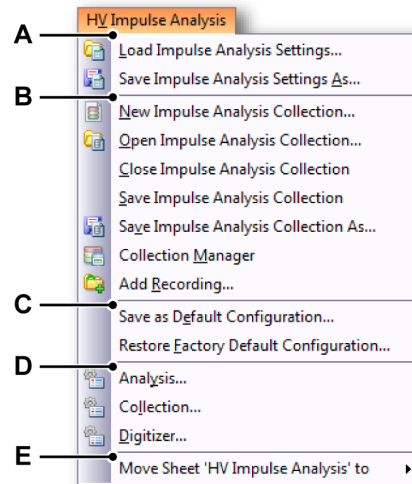 HV Impulse Analysis
A
Load Impulse Analysis Settings...
Save Impulse Analysis Settings As...
B
New Impulse Analysis Collection...
Open Impulse Analysis Collection...
Close Impulse Analysis Collection
Save Impulse Analysis Collection
Save Impulse Analysis Collection As...
Collection Manager
Add Recording...
C
Save as Default Configuration...
Restore Factory Default Configuration...
D
Analysis...
Collection...
Digitizer...
E
Move Sheet 'HV Impulse Analysis' to